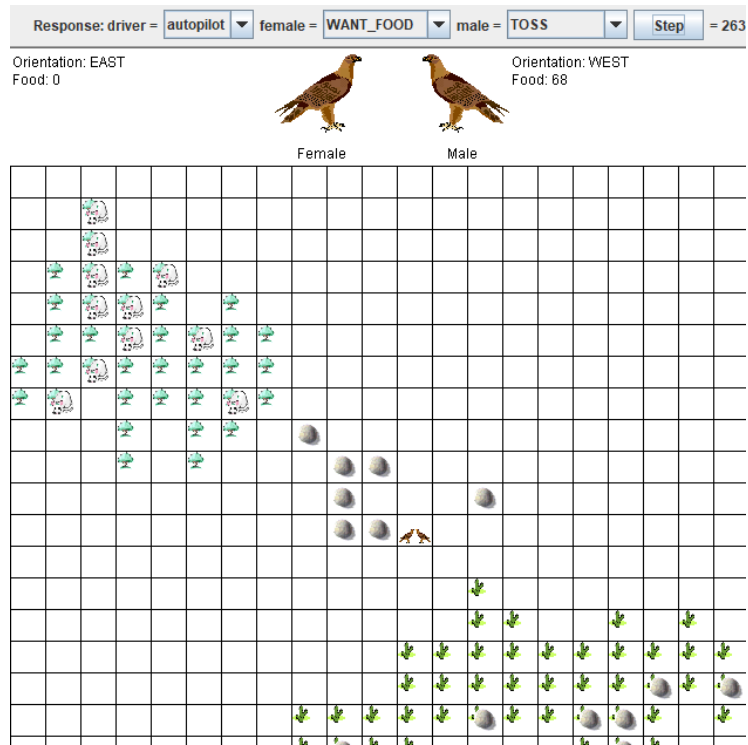 Response: driver = autopilot female = WANT_FOOD male = TOSS Step = 263
Orientation: EAST
Food: 0
Orientation: WEST
Food: 68
Female
Male